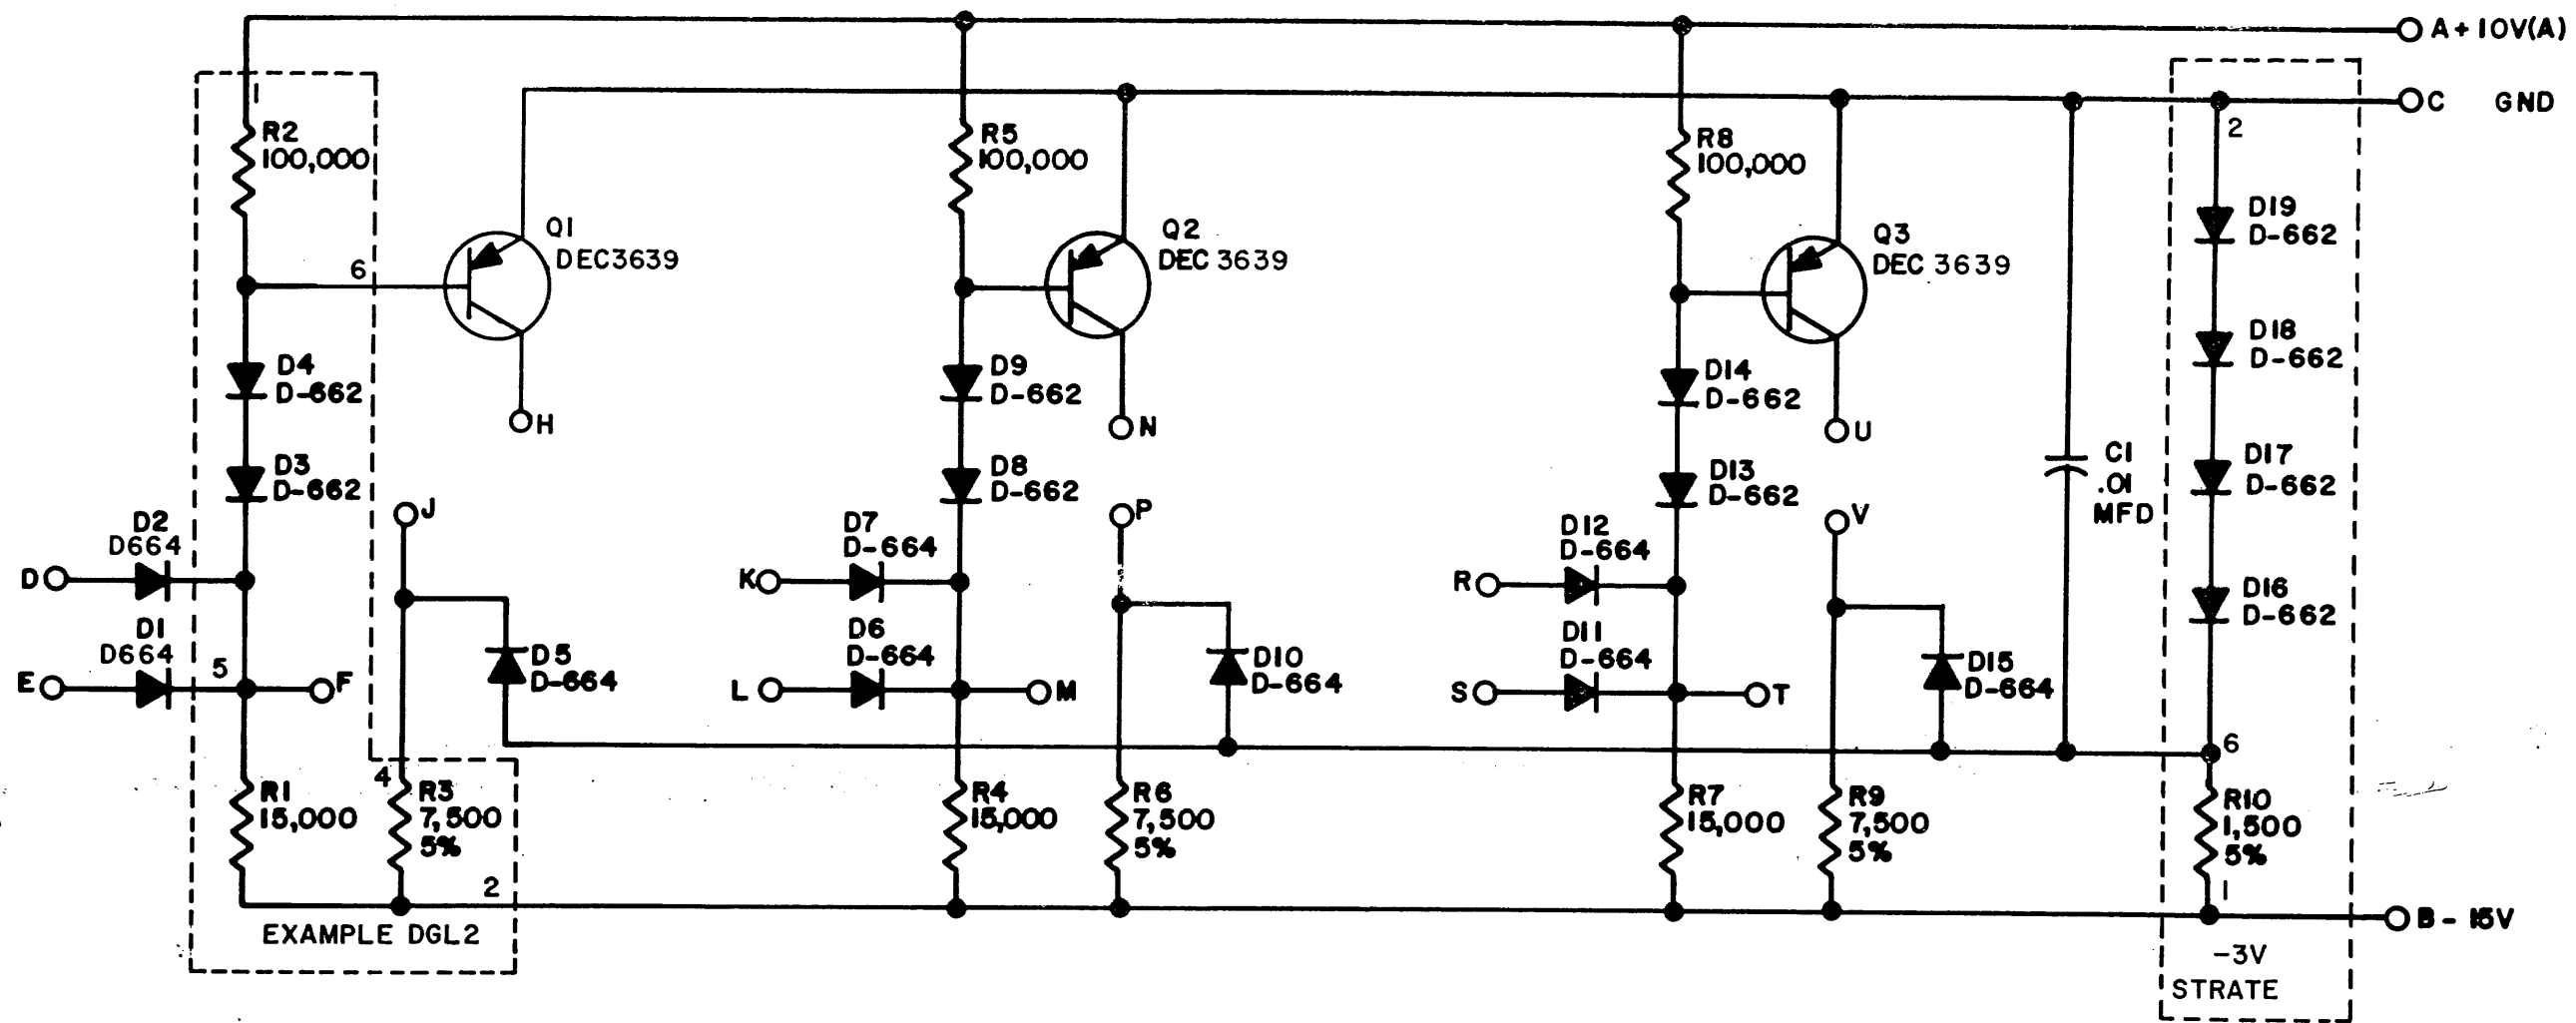 A+10V(A)
C GND
1
R2
100,000
6
Q1
DEC3639
H
D4
D-662
D3
D-662
D2
D664
D
D1
D664
E
5
F
J
D5
D-664
R1
15,000
4
R3
7,500
5%
2
EXAMPLE DGL2
R5
100,000
Q2
DEC 3639
N
D9
D-662
D8
D-662
D7
D-664
K
D6
D-664
L
M
P
D10
D-664
R4
15,000
R6
7,500
5%
R8
100,000
Q3
DEC 3639
U
D14
D-662
D13
D-662
D12
D-664
R
D11
D-664
S
T
V
D15
D-664
R7
15,000
R9
7,500
5%
C1
.01
MFD
2
D19
D-662
D18
D-662
D17
D-662
D16
D-662
6
R10
1,500
5%
1
B - 15V
-3V
STRATE